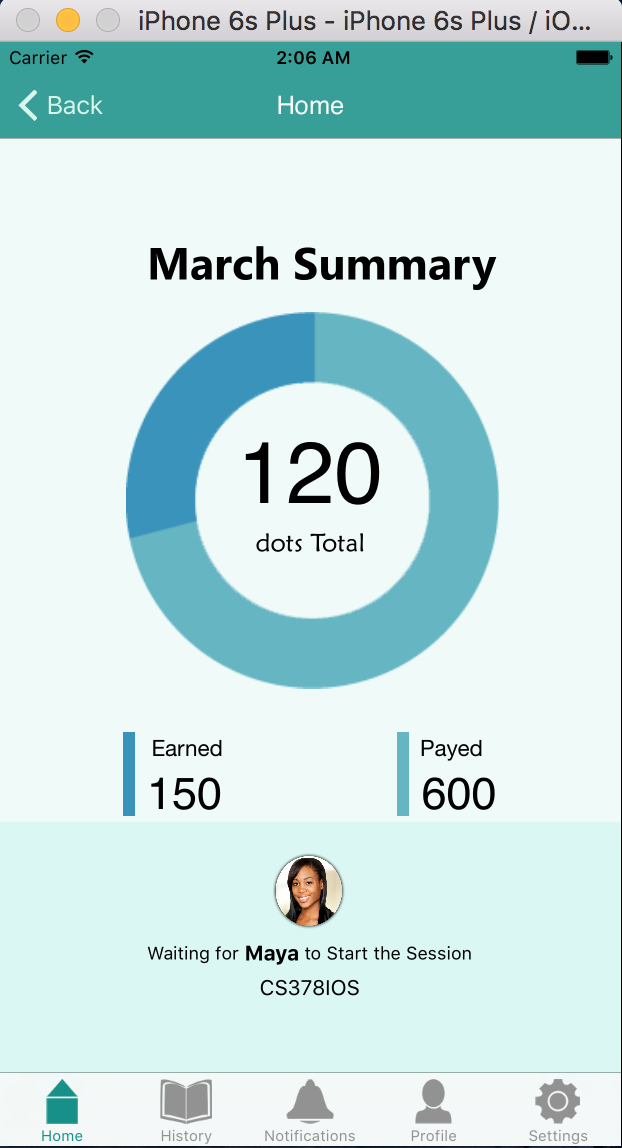 iPhone 6s Plus - iPhone 6s Plus / iO...
Carrier 2:06 AM
Back Home
March Summary
120
dots Total
Earned Payed
150 600
Waiting for Maya to Start the Session
CS378IOS
Home History Notifications Profile Settings